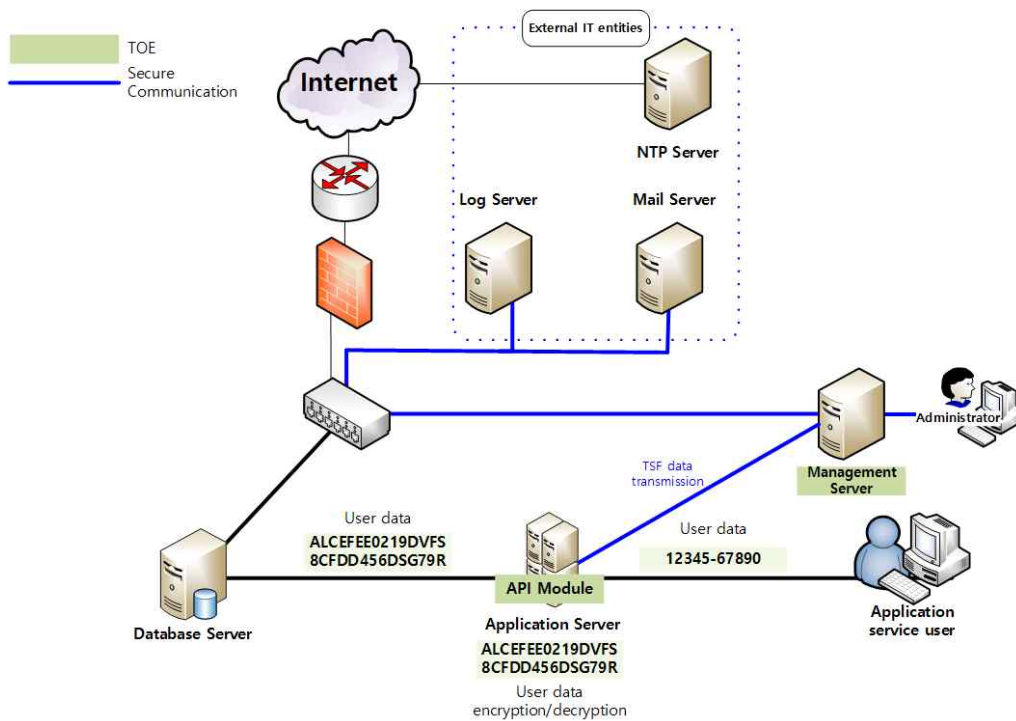 External IT entities
TOE
Secure
Communication
Internet
NTP Server
Log Server
Mail Server
Administrator
TSF data
transmission
Management
Server
User data
ALCEFEE0219DVFS
8CFDD456DSG79R
User data
12345-67890
API Module
Database Server
Application Server
Application
service user
ALCEFEE0219DVFS
8CFDD456DSG79R
User data
encryption/decryption